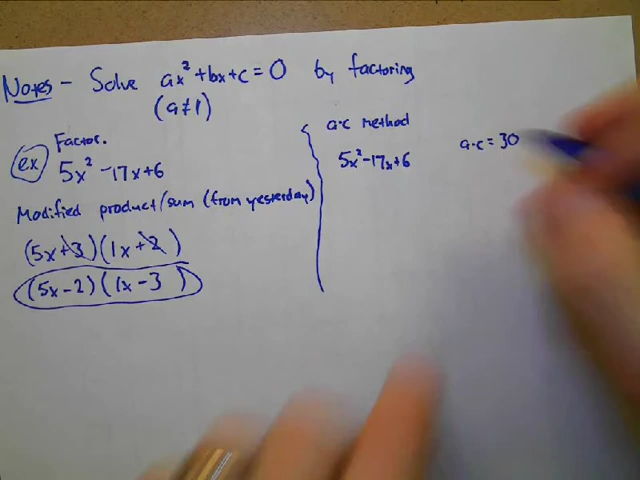 Notes - Solve ax² + bx + c = 0 by factoring
(a≠1)
ex Factor.
5x² - 17x + 6
Modified product/sum (from yesterday)
(5x + 3)(1x + 2)
(5x - 2)(1x - 3)
a·c method
5x² - 17x + 6
a·c = 30